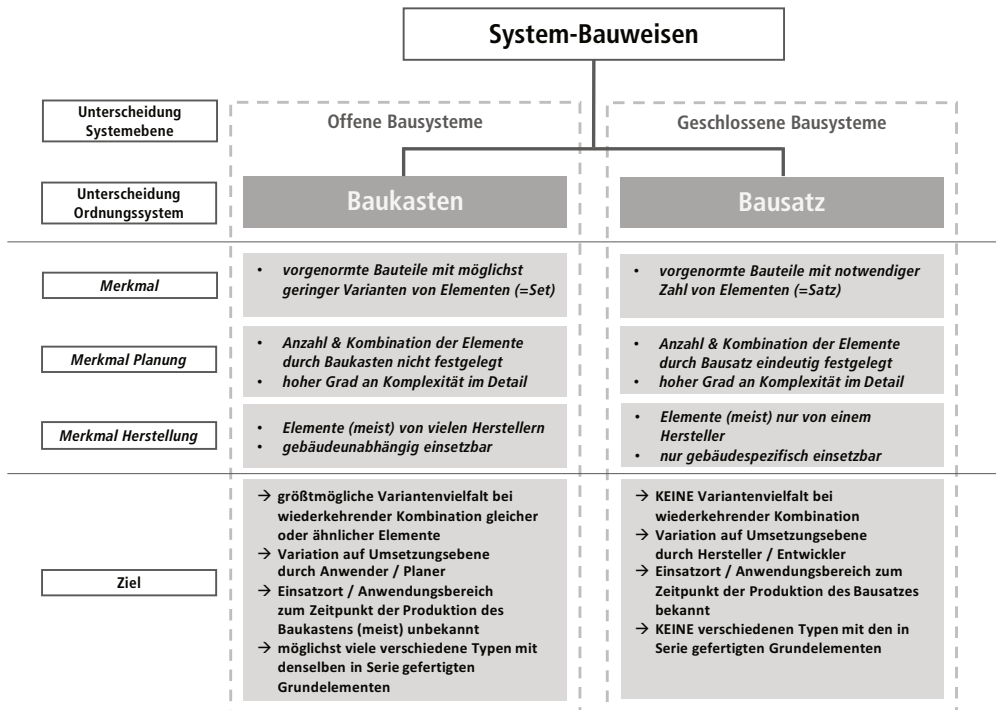 System-Bauweisen
Unterscheidung
Systemebene
Offene Bausysteme
Geschlossene Bausysteme
Unterscheidung
Ordnungssystem
Baukasten
Bausatz
Merkmal
• vorgenormte Bauteile mit möglichst
geringer Varianten von Elementen (=Set)
• vorgenormte Bauteile mit notwendiger
Zahl von Elementen (=Satz)
Merkmal Planung
• Anzahl & Kombination der Elemente
durch Baukasten nicht festgelegt
• hoher Grad an Komplexität im Detail
• Anzahl & Kombination der Elemente
durch Bausatz eindeutig festgelegt
• hoher Grad an Komplexität im Detail
Merkmal Herstellung
• Elemente (meist) von vielen Herstellern
• gebäudeunabhängig einsetzbar
• Elemente (meist) nur von einem
Hersteller
• nur gebäudespezifisch einsetzbar
Ziel
→ größtmögliche Variantenvielfalt bei
wiederkehrender Kombination gleicher
oder ähnlicher Elemente
→ Variation auf Umsetzungsebene
durch Anwender / Planer
→ Einsatzort / Anwendungsbereich
zum Zeitpunkt der Produktion des
Baukastens (meist) unbekannt
→ möglichst viele verschiedene Typen mit
denselben in Serie gefertigten
Grundelementen
→ KEINE Variantenvielfalt bei
wiederkehrender Kombination
→ Variation auf Umsetzungsebene
durch Hersteller / Entwickler
→ Einsatzort / Anwendungsbereich zum
Zeitpunkt der Produktion des Bausatzes
bekannt
→ KEINE verschiedenen Typen mit den in
Serie gefertigten Grundelementen